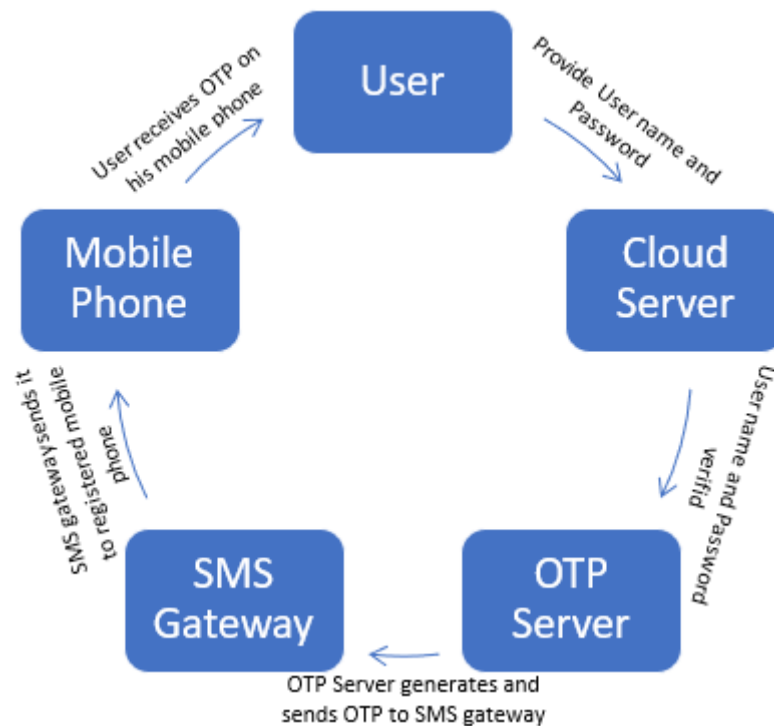 User
Provide User name and
Password
Cloud
Server
Username and Password
verifid
OTP
Server
OTP Server generates and
sends OTP to SMS gateway
SMS
Gateway
SMS gatewaysends it
to registered mobile
phone
Mobile
Phone
User receives OTP on
his mobile phone